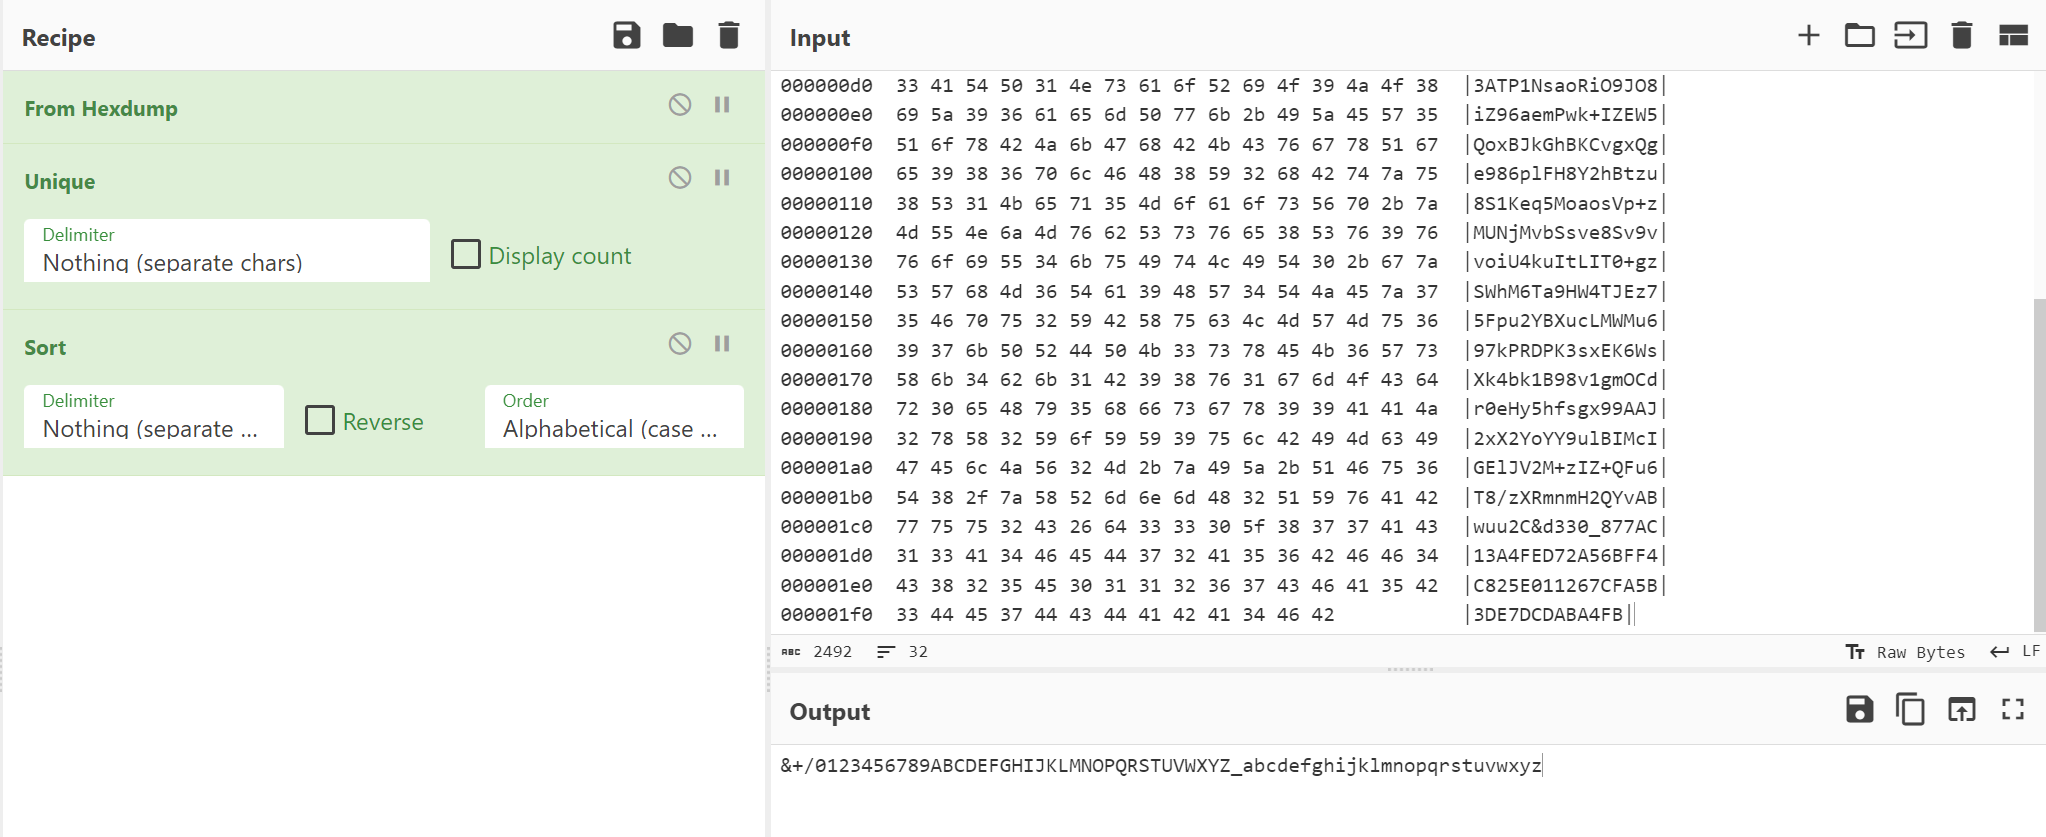 Recipe
From Hexdump
Unique
Delimiter
Nothing (separate chars)
Display count
Sort
Delimiter
Nothing (separate ...
Reverse
Order
Alphabetical (case ...
Input
000000d0  33 41 54 50 31 4e 73 61 6f 52 69 4f 39 4a 4f 38  |3ATP1NsaoRiO9JO8|
000000e0  69 5a 39 36 61 65 6d 50 77 6b 2b 49 5a 45 57 35  |iZ96aemPwk+IZEW5|
000000f0  51 6f 78 42 4a 6b 47 68 42 4b 43 76 67 78 51 67  |QoxBJkGhBKCvgxQg|
00000100  65 39 38 36 70 6c 46 48 38 59 32 68 42 74 7a 75  |e986plFH8Y2hBtzu|
00000110  38 53 31 4b 65 71 35 4d 6f 61 6f 73 56 70 2b 7a  |8S1Keq5MoaosVp+z|
00000120  4d 55 4e 6a 4d 76 62 53 73 76 65 38 53 76 39 76  |MUNjMvbSsve8Sv9v|
00000130  76 6f 69 55 34 6b 75 49 74 4c 49 54 30 2b 67 7a  |voiU4kuItLIT0+gz|
00000140  53 57 68 4d 36 54 61 39 48 57 34 54 4a 45 7a 37  |SWhM6Ta9HW4TJEz7|
00000150  35 46 70 75 32 59 42 58 75 63 4c 4d 57 4d 75 36  |5Fpu2YBXucLMWMu6|
00000160  39 37 6b 50 52 44 50 4b 33 73 78 45 4b 36 57 73  |97kPRDPK3sxEK6Ws|
00000170  58 6b 34 62 6b 31 42 39 38 76 31 67 6d 4f 43 64  |Xk4bk1B98v1gmOCd|
00000180  72 30 65 48 79 35 68 66 73 67 78 39 39 41 41 4a  |r0eHy5hfsgx99AAJ|
00000190  32 78 58 32 59 6f 59 59 39 75 6c 42 49 4d 63 49  |2xX2YoYY9ulBIMcI|
000001a0  47 45 6c 4a 56 32 4d 2b 7a 49 5a 2b 51 46 75 36  |GElJV2M+zIZ+QFu6|
000001b0  54 38 2f 7a 58 52 6d 6e 6d 48 32 51 59 76 41 42  |T8/zXRmnmH2QYvAB|
000001c0  77 75 75 32 43 26 64 33 33 30 5f 38 37 37 41 43  |wuu2C&d330_877AC|
000001d0  31 33 41 34 46 45 44 37 32 41 35 36 42 46 46 34  |13A4FED72A56BFF4|
000001e0  43 38 32 35 45 30 31 31 32 36 37 43 46 41 35 42  |C825E011267CFA5B|
000001f0  33 44 45 37 44 43 44 41 42 41 34 46 42  |3DE7DCDABA4FB|
ABC 2492 32
Raw Bytes LF
Output
&+/0123456789ABCDEFGHIJKLMNOPQRSTUVWXYZ_abcdefghijklmnopqrstuvwxyz